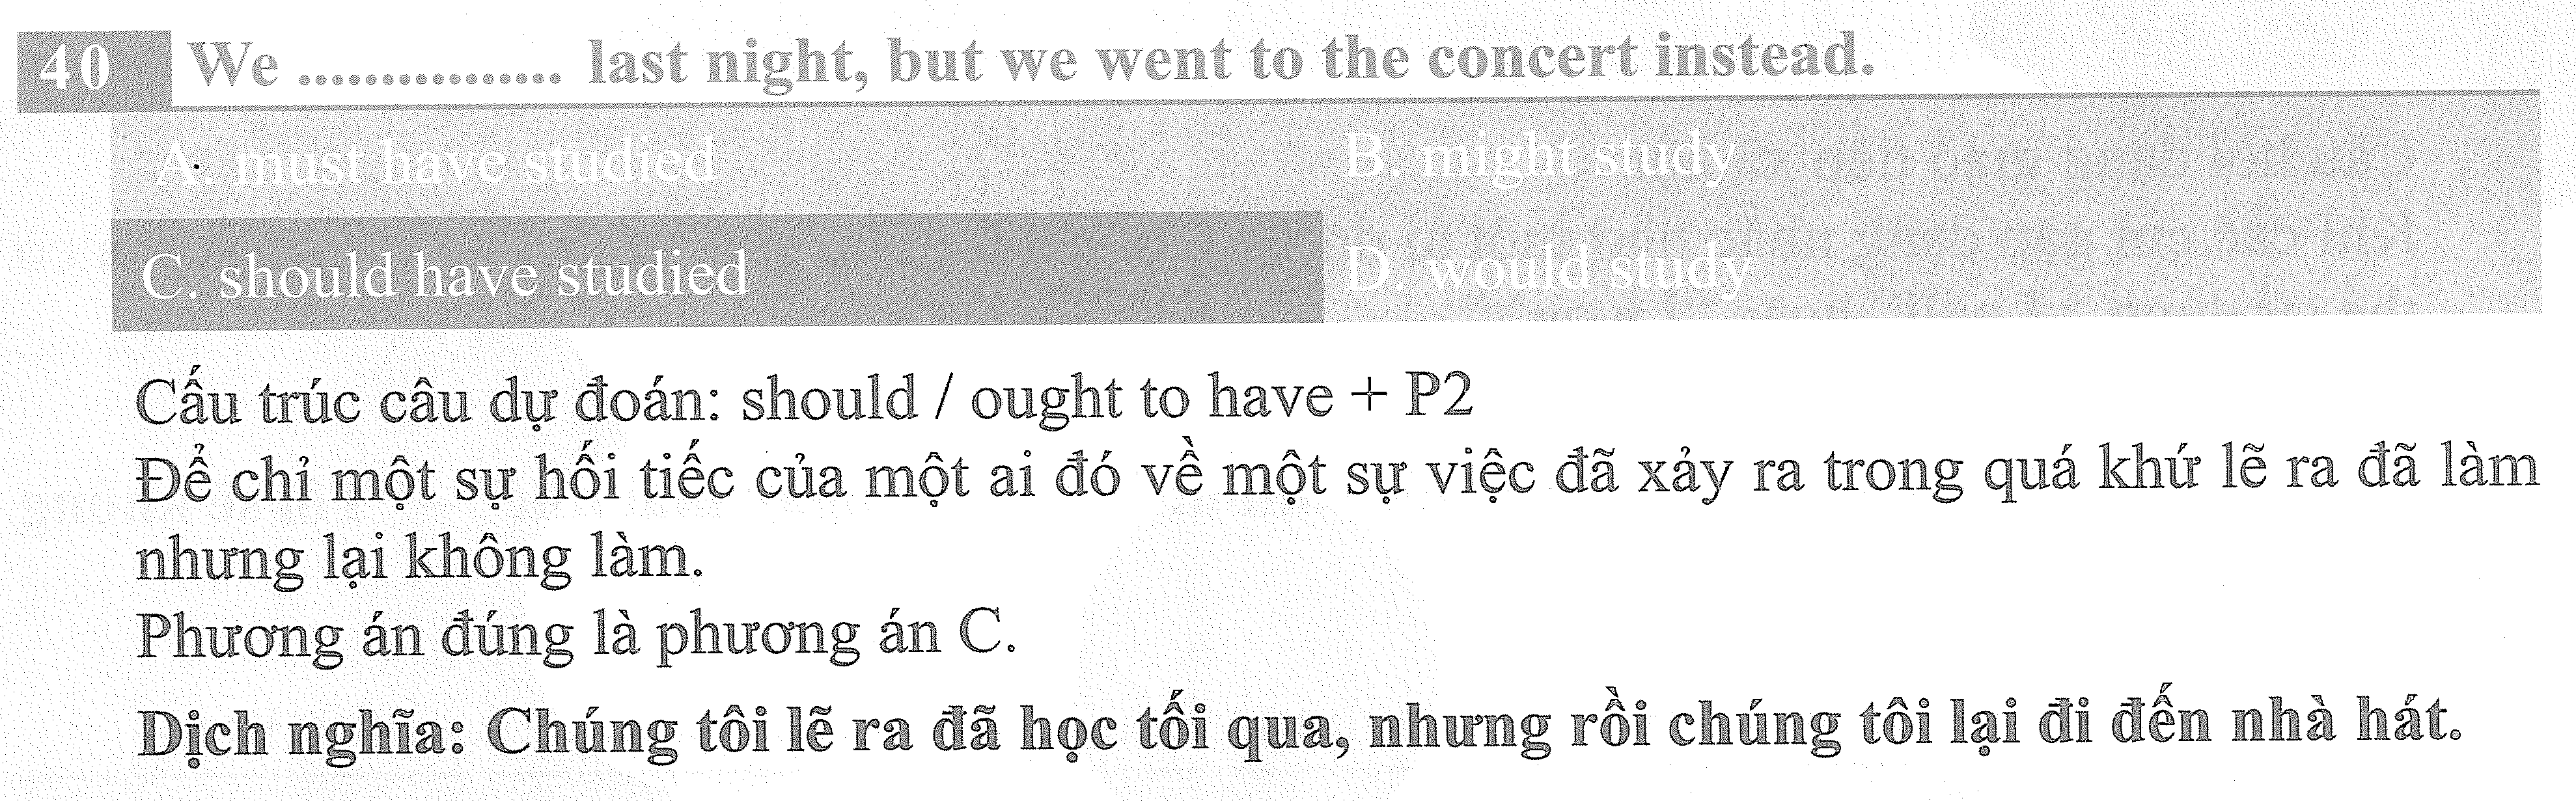 40 We ................ last night, but we went to the concert instead.
A. must have studied B. might study
C. should have studied D. would study
Cấu trúc câu dự đoán: should / ought to have + P2
Để chỉ một sự hối tiếc của một ai đó về một sự việc đã xảy ra trong quá khứ lẽ ra đã làm
nhưng lại không làm.
Phương án đúng là phương án C.
Dịch nghĩa: Chúng tôi lẽ ra đã học tối qua, nhưng rồi chúng tôi lại đi đến nhà hát.